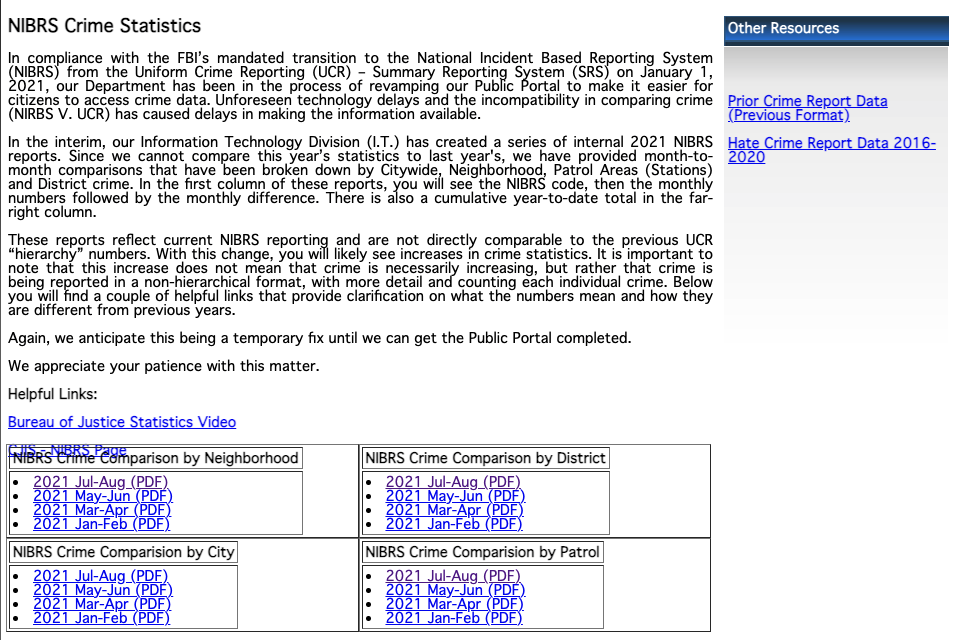 NIBRS Crime Statistics
In compliance with the FBI's mandated transition to the National Incident Based Reporting System
(NIBRS) from the Uniform Crime Reporting (UCR) – Summary Reporting System (SRS) on January 1,
2021, our Department has been in the process of revamping our Public Portal to make it easier for
citizens to access crime data. Unforeseen technology delays and the incompatibility in comparing crime
(NIRBS V. UCR) has caused delays in making the information available.
In the interim, our Information Technology Division (I.T.) has created a series of internal 2021 NIBRS
reports. Since we cannot compare this year's statistics to last year's, we have provided month-to-
month comparisons that have been broken down by Citywide, Neighborhood, Patrol Areas (Stations)
and District crime. In the first column of these reports, you will see the NIBRS code, then the monthly
numbers followed by the monthly difference. There is also a cumulative year-to-date total in the far-
right column.
These reports reflect current NIBRS reporting and are not directly comparable to the previous UCR
“hierarchy” numbers. With this change, you will likely see increases in crime statistics. It is important to
note that this increase does not mean that crime is necessarily increasing, but rather that crime is
being reported in a non-hierarchical format, with more detail and counting each individual crime. Below
you will find a couple of helpful links that provide clarification on what the numbers mean and how they
are different from previous years.
Again, we anticipate this being a temporary fix until we can get the Public Portal completed.
We appreciate your patience with this matter.
Helpful Links:
Bureau of Justice Statistics Video
CJIS - NIBRS Page
NIBRS Crime Comparison by Neighborhood
2021 Jul-Aug (PDF)
2021 May-Jun (PDF)
2021 Mar-Apr (PDF)
2021 Jan-Feb (PDF)
NIBRS Crime Comparison by District
2021 Jul-Aug (PDF)
2021 May-Jun (PDF)
2021 Mar-Apr (PDF)
2021 Jan-Feb (PDF)
NIBRS Crime Comparision by City
2021 Jul-Aug (PDF)
2021 May-Jun (PDF)
2021 Mar-Apr (PDF)
2021 Jan-Feb (PDF)
NIBRS Crime Comparision by Patrol
2021 Jul-Aug (PDF)
2021 May-Jun (PDF)
2021 Mar-Apr (PDF)
2021 Jan-Feb (PDF)
Other Resources
Prior Crime Report Data
(Previous Format)
Hate Crime Report Data 2016-
2020